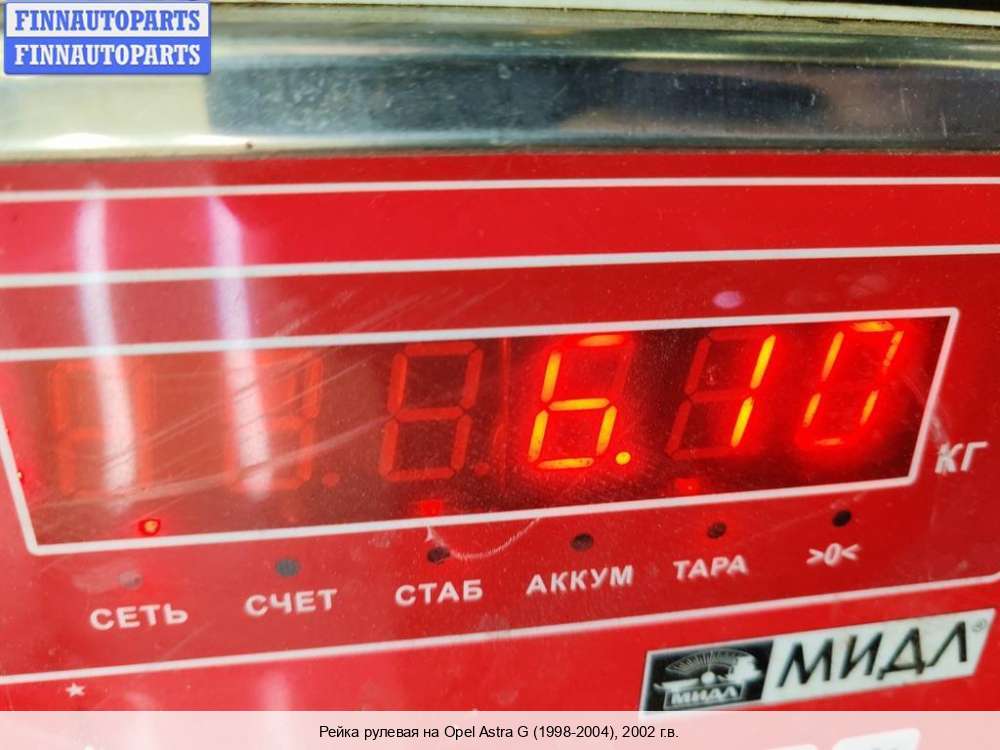 FINNAUTOPARTS
FINNAUTOPARTS
6.10
КГ
СЕТЬ СЧЕТ СТАБ АККУМ ТАРА >0<
МИДЛ МИДЛ®
Рейка рулевая на Opel Astra G (1998-2004), 2002 г.в.